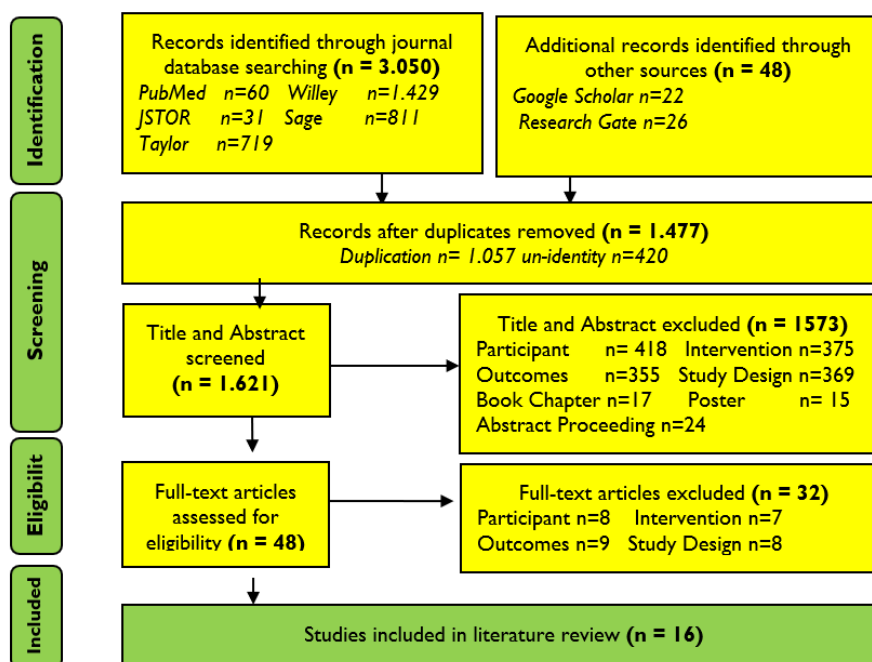 Identification
Records identified through journal
database searching (n = 3.050)
PubMed n=60 Willey n=1.429
JSTOR n=31 Sage n=811
Taylor n=719
Additional records identified through
other sources (n = 48)
Google Scholar n=22
Research Gate n=26
Screening
Records after duplicates removed (n = 1.477)
Duplication n= 1.057 un-identity n=420
Title and Abstract
screened
(n = 1.621)
Title and Abstract excluded (n = 1573)
Participant n= 418 Intervention n=375
Outcomes n=355 Study Design n=369
Book Chapter n=17 Poster n= 15
Abstract Proceeding n=24
Eligibilit
Full-text articles
assessed for
eligibility (n = 48)
Full-text articles excluded (n = 32)
Participant n=8 Intervention n=7
Outcomes n=9 Study Design n=8
Included
Studies included in literature review (n = 16)